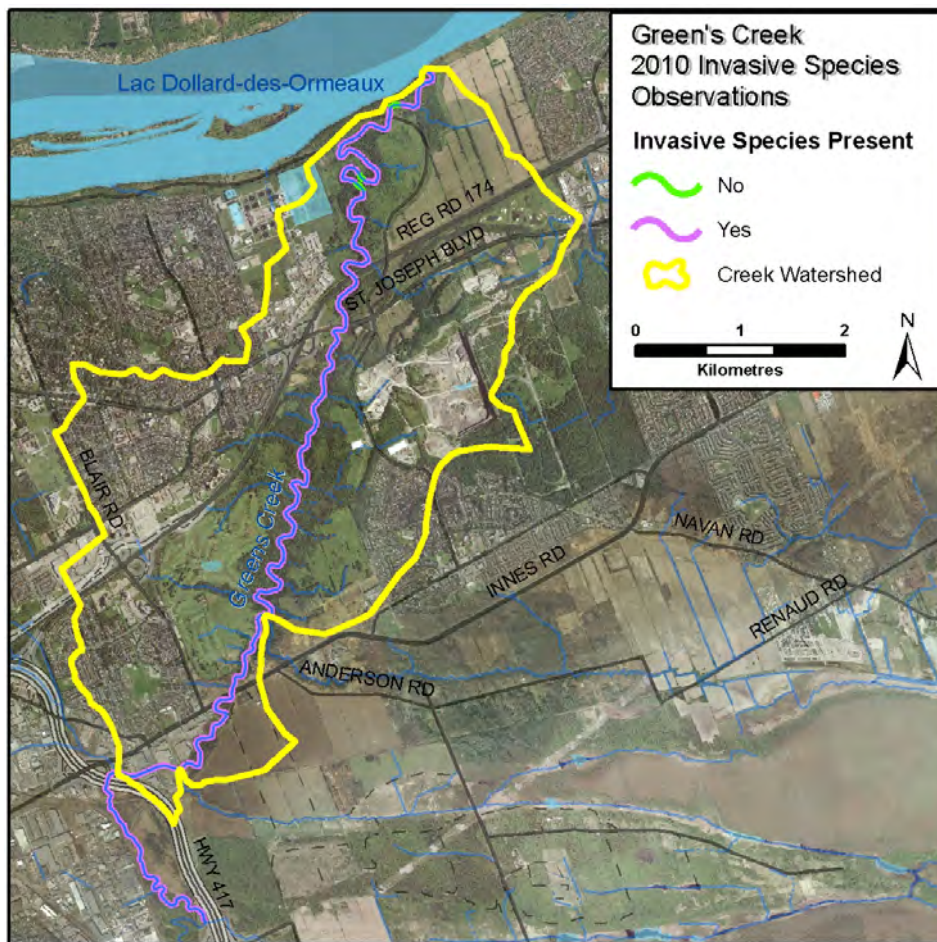 Green's Creek
2010 Invasive Species
Observations
Invasive Species Present
No
Yes
Creek Watershed
0 1 2
Kilometres
N
Lac Dollard-des-Ormeaux
REG RD 174
ST. JOSEPH BLVD
BLAIR RD
Greens Creek
NAVAN RD
INNES RD
RENAUD RD
ANDERSON RD
HWY 417